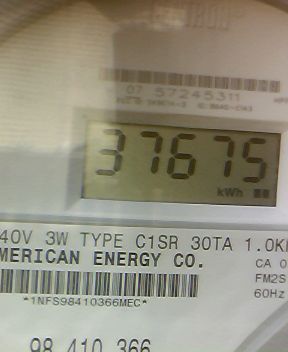 07 57245311
37675
kWh
40V 3W TYPE C1SR 30TA 1.0K
MERICAN ENERGY CO.
CA 0
FM2S
60Hz
*1NFS98410366MEC*
98 410 366